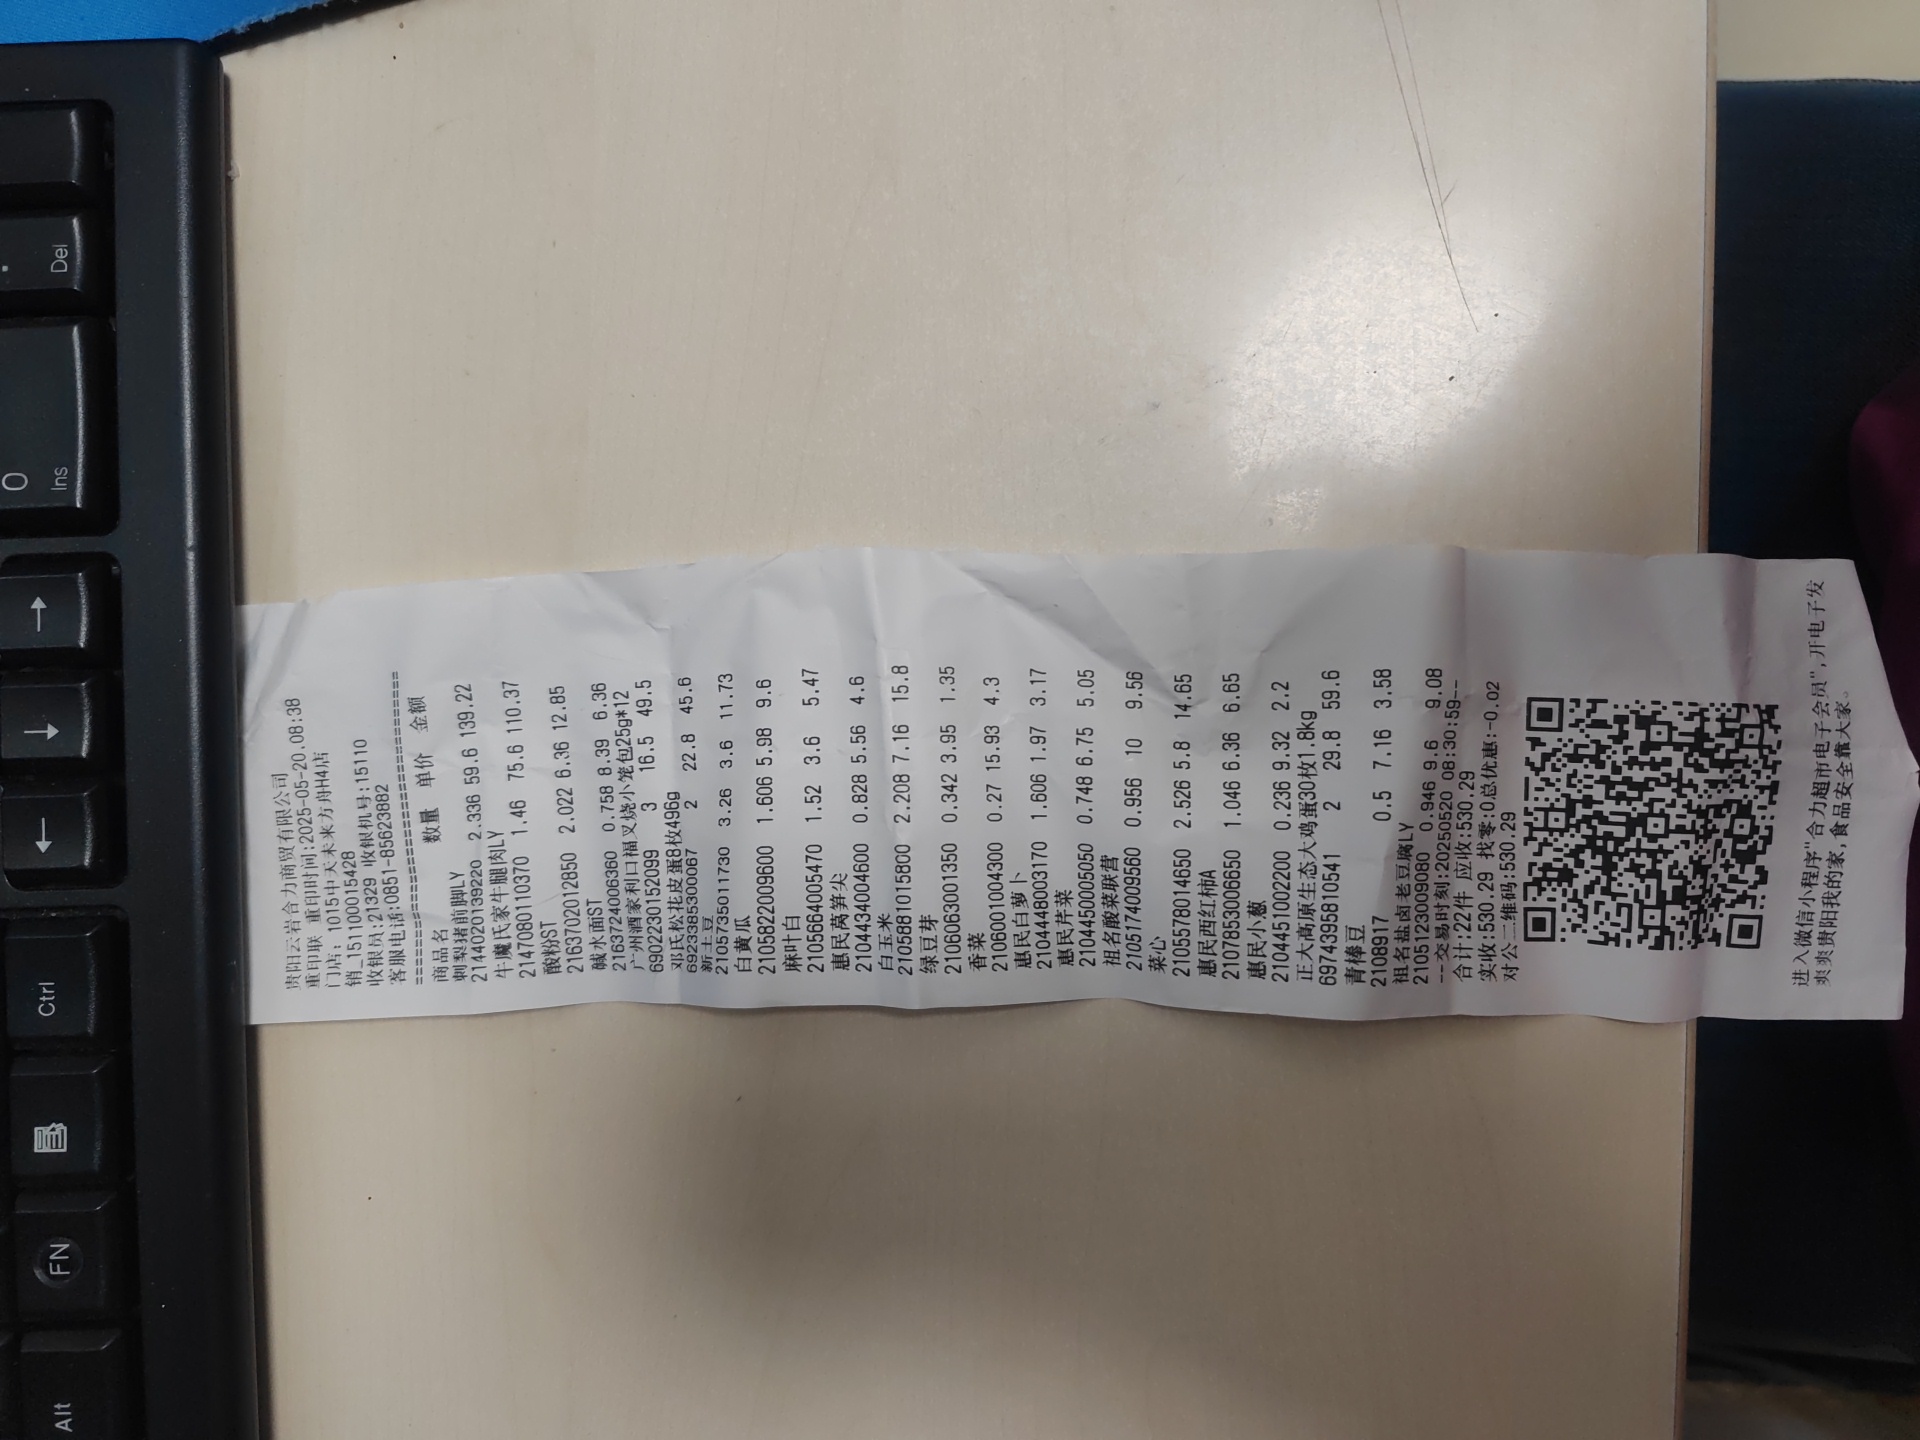 贵阳云岩合力商贸有限公司
重印联 重印时间:2025-05-20.08:38
门店: 1015中天未来方舟H4店
销_1511000015428
收银员:21329 收银机号:15110
客服电话:0851-85623882
==================================
商品名 数量 单价 金额
刺梨猪前脚LY
2144020139220 2.336 59.6 139.22
牛魔氏家牛腿肉LY
2147080110370 1.46 75.6 110.37
酸粉ST
2163702012850 2.022 6.36 12.85
碱水面ST
2163724006360 0.758 8.39 6.36
广州酒家利口福叉烧小笼包25g*12
6902230152099 3 16.5 49.5
邓氏松花皮蛋8枚496g
6923385300067 2 22.8 45.6
新土豆
2105735011730 3.26 3.6 11.73
白黄瓜
2105822009600 1.606 5.98 9.6
麻叶白
2105664005470 1.52 3.6 5.47
惠民莴笋尖
2104434004600 0.828 5.56 4.6
白玉米
2105881015800 2.208 7.16 15.8
绿豆芽
2106063001350 0.342 3.95 1.35
香菜
2106001004300 0.27 15.93 4.3
惠民白萝卜
2104448003170 1.606 1.97 3.17
惠民芹菜
2104450005050 0.748 6.75 5.05
祖名酸菜联营
2105174009560 0.956 10 9.56
菜心
2105578014650 2.526 5.8 14.65
惠民西红柿A
2107853006650 1.046 6.36 6.65
惠民小葱
2104451002200 0.236 9.32 2.2
正大高原生态大鸡蛋30枚1.8kg
6974395810541 2 29.8 59.6
青棒豆
2108917 0.5 7.16 3.58
祖名盐卤老豆腐LY
2105123009080 0.946 9.6 9.08
--交易时刻:20250520 08:30:59--
合计:22件 应收:530.29
实收:530.29 找零:0总优惠:-0.02
对公二维码:530.29
进入微信小程序"合力超市电子会员",开电子发
爽爽贵阳我的家,食品安全靠大家。
Del
0
Ins
Ctrl
FN
Alt